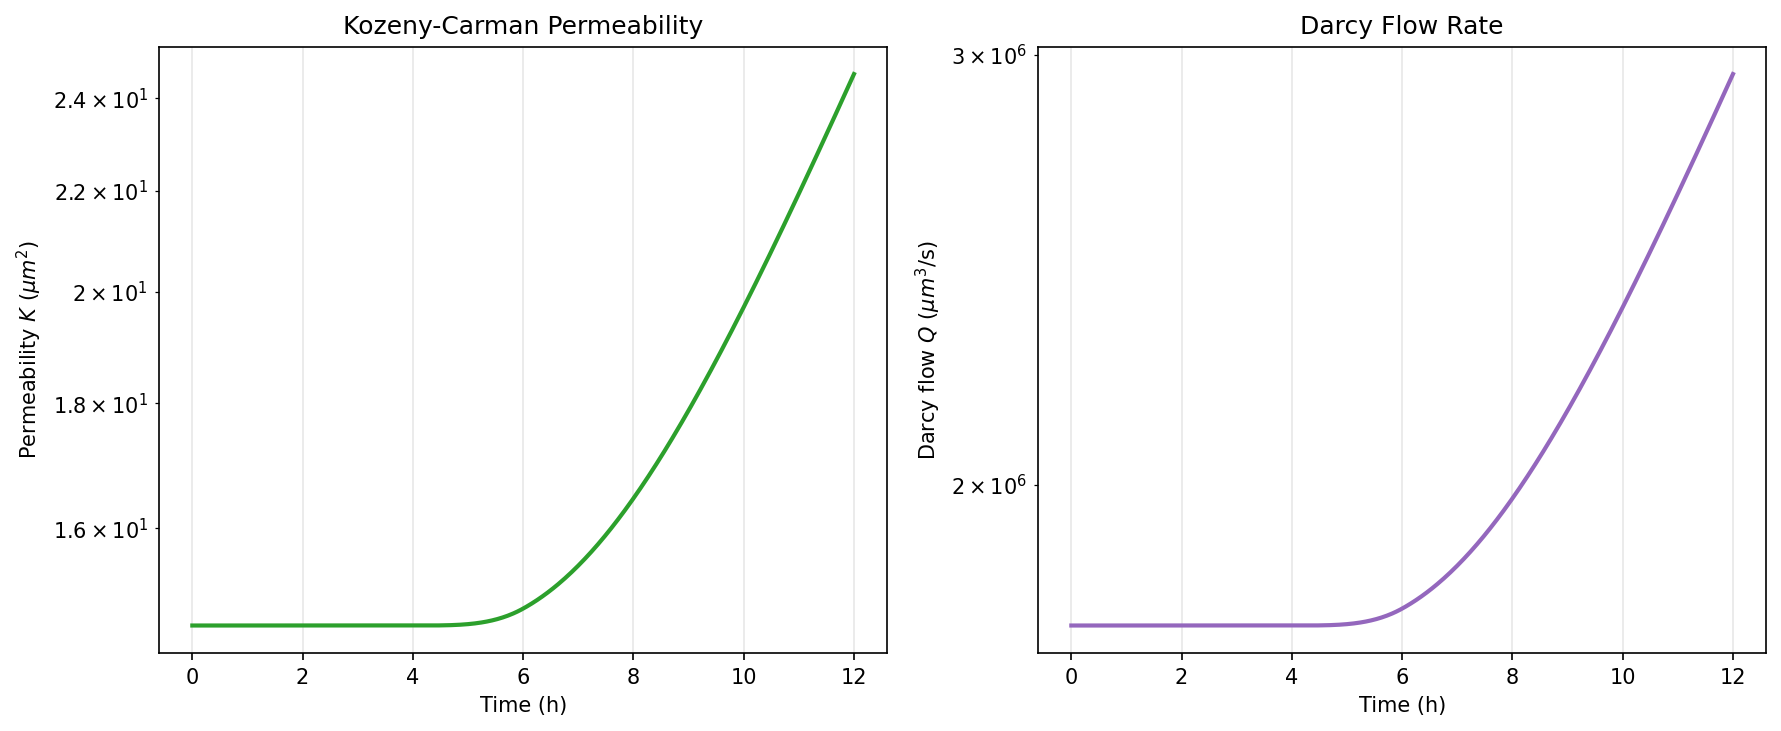 Kozeny-Carman Permeability
Permeability K (μm²)
2.4 × 10¹
2.2 × 10¹
2 × 10¹
1.8 × 10¹
1.6 × 10¹
0 2 4 6 8 10 12
Time (h)
Darcy Flow Rate
Darcy flow Q (μm³/s)
3 × 10⁶
2 × 10⁶
0 2 4 6 8 10 12
Time (h)